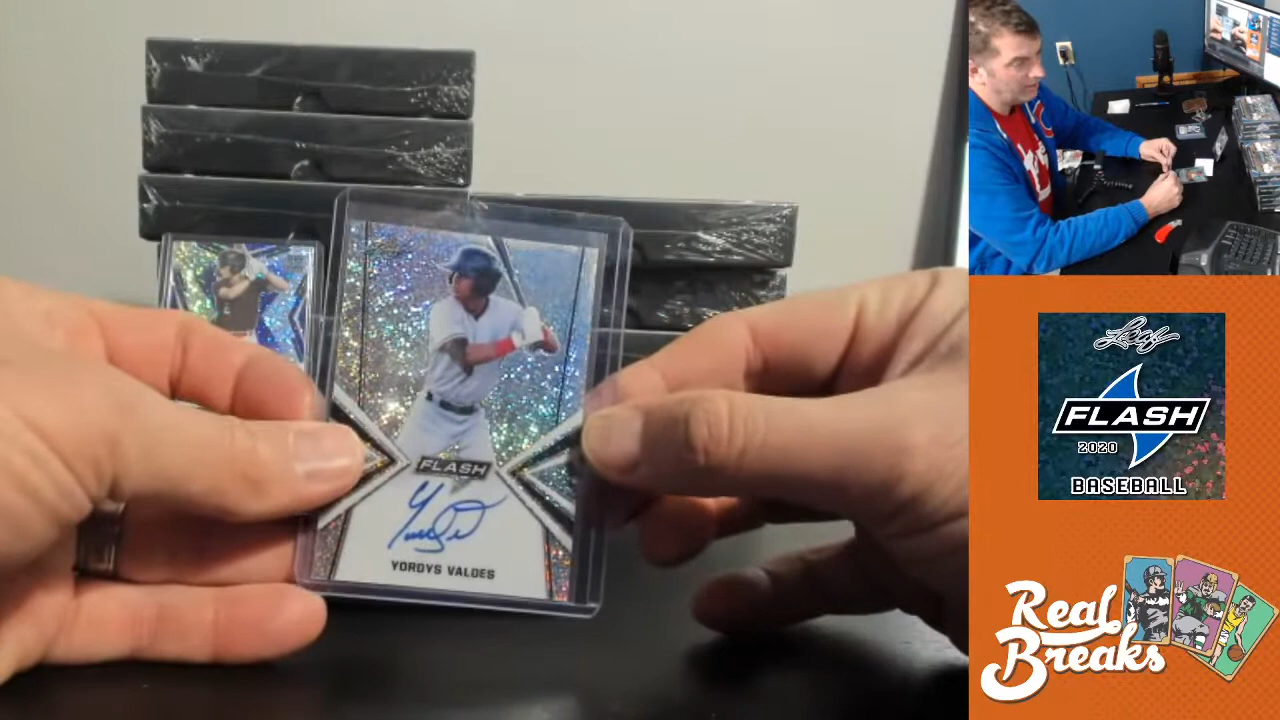 FLASH
YORDYS VALDES
Leaf
FLASH
2020
BASEBALL
Real
Breaks